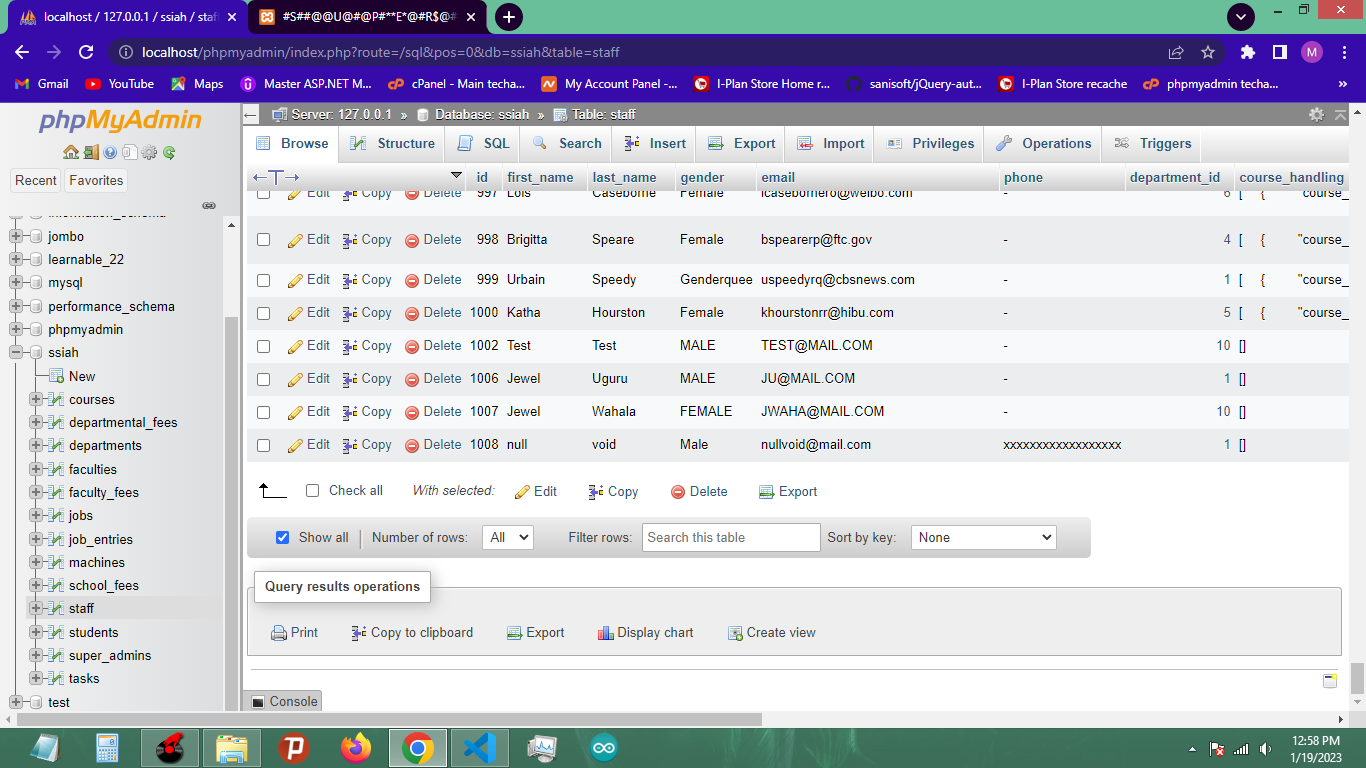 localhost / 127.0.0.1 / ssiah / staff
#S##@@U@#@P#**E*@#R$@#
localhost/phpmyadmin/index.php?route=/sql&pos=0&db=ssiah&table=staff
M
Gmail YouTube Maps Master ASP.NET M... cPanel - Main techa... My Account Panel -... I-Plan Store Home r... sanisoft/jQuery-aut... I-Plan Store recache phpmyadmin techa... »
phpMyAdmin
Recent Favorites
information_schema
jombo
learnable_22
mysql
performance_schema
phpmyadmin
ssiah
New
courses
departmental_fees
departments
faculties
faculty_fees
jobs
job_entries
machines
school_fees
staff
students
super_admins
tasks
test
Server: 127.0.0.1 » Database: ssiah » Table: staff
Browse Structure SQL Search Insert Export Import Privileges Operations Triggers
←T→ id first_name last_name gender email phone department_id course_handling
Edit Copy Delete 997 Lois Caseborne Female lcasebornero@weibo.com - 6 [ { "course_
Edit Copy Delete 998 Brigitta Speare Female bspearerp@ftc.gov - 4 [ { "course_
Edit Copy Delete 999 Urbain Speedy Genderquee uspeedyrq@cbsnews.com - 1 [ { "course_
Edit Copy Delete 1000 Katha Hourston Female khourstonrr@hibu.com - 5 [ { "course_
Edit Copy Delete 1002 Test Test MALE TEST@MAIL.COM - 10 []
Edit Copy Delete 1006 Jewel Uguru MALE JU@MAIL.COM - 1 []
Edit Copy Delete 1007 Jewel Wahala FEMALE JWAHA@MAIL.COM - 10 []
Edit Copy Delete 1008 null void Male nullvoid@mail.com xxxxxxxxxxxxxxxxxx 1 []
Check all With selected: Edit Copy Delete Export
Show all Number of rows: All Filter rows: Search this table Sort by key: None
Query results operations
Print Copy to clipboard Export Display chart Create view
Console
12:58 PM
1/19/2023